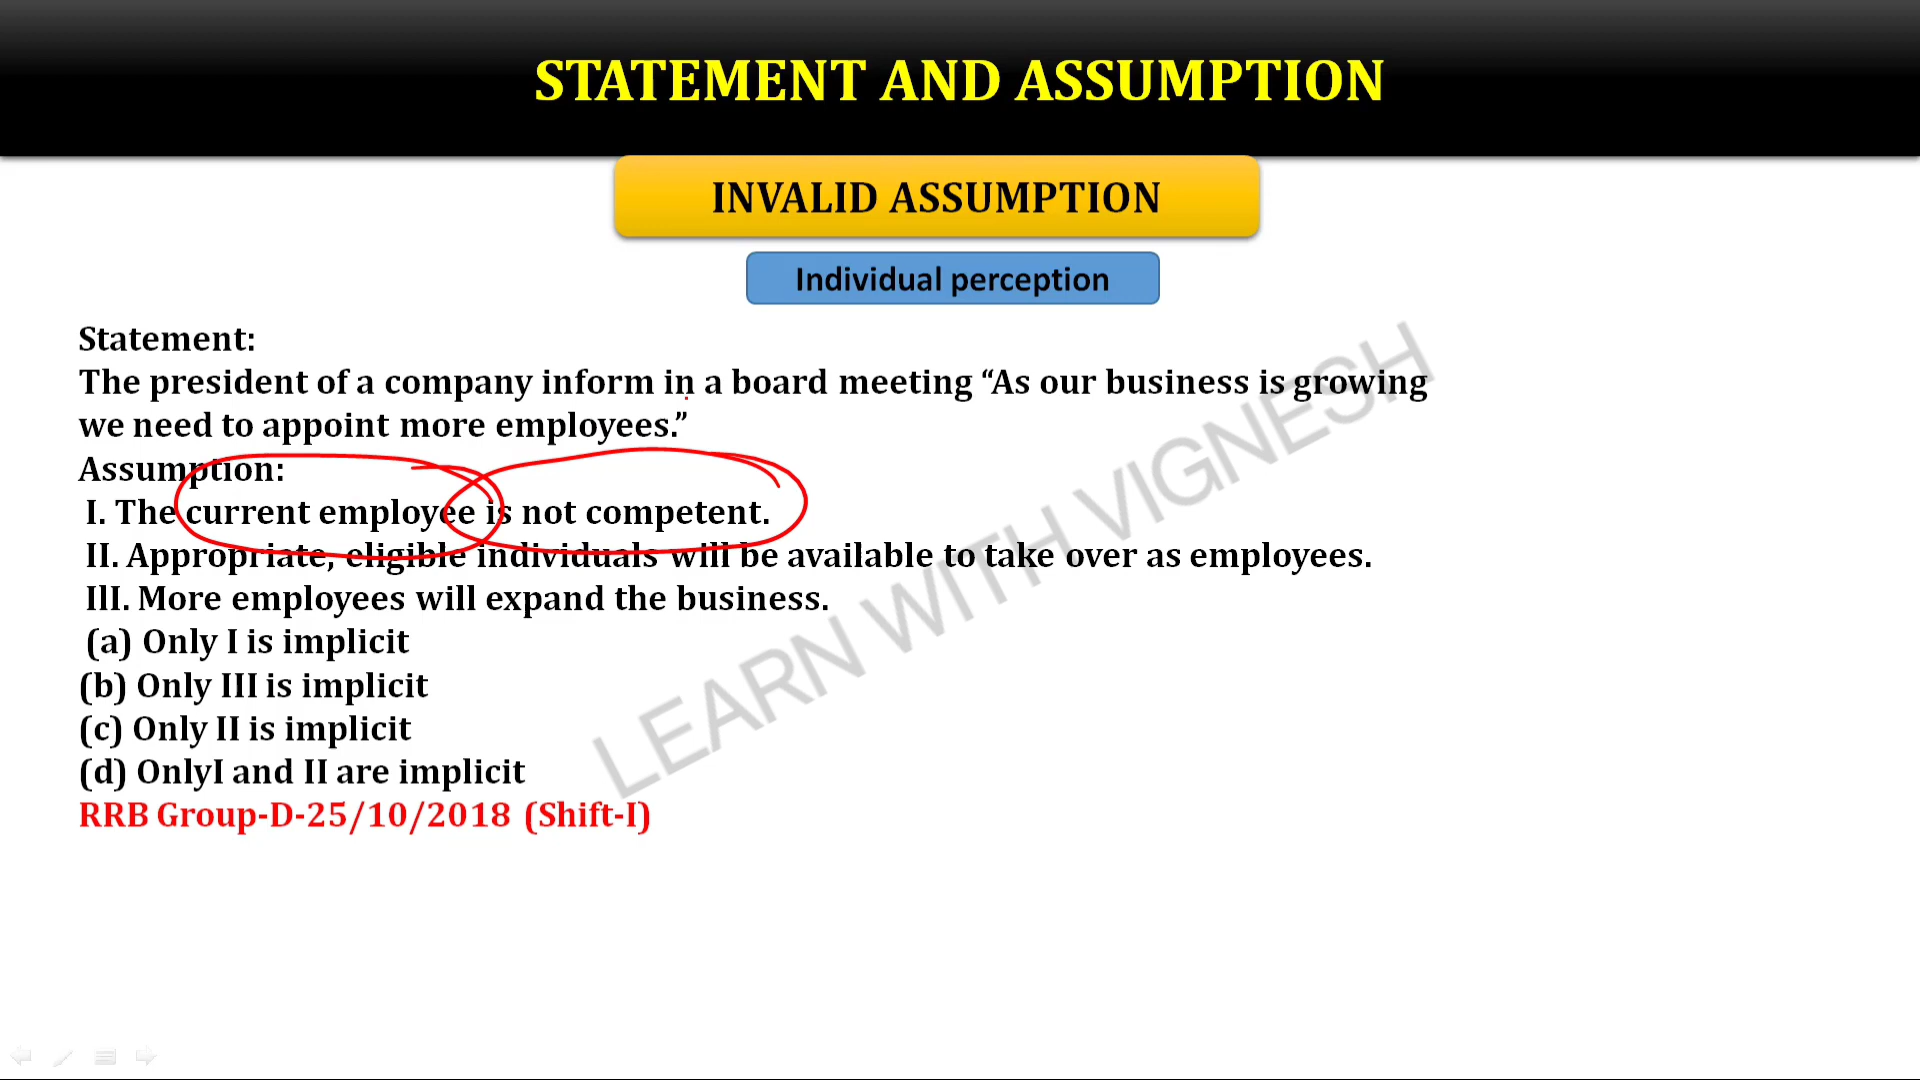 STATEMENT AND ASSUMPTION
INVALID ASSUMPTION
Individual perception
Statement:
The president of a company inform in a board meeting “As our business is growing
we need to appoint more employees.”
Assumption:
I. The current employee is not competent.
II. Appropriate, eligible individuals will be available to take over as employees.
III. More employees will expand the business.
(a) Only I is implicit
(b) Only III is implicit
(c) Only II is implicit
(d) OnlyI and II are implicit
RRB Group-D-25/10/2018 (Shift-I)
LEARN WITH VIGNESH